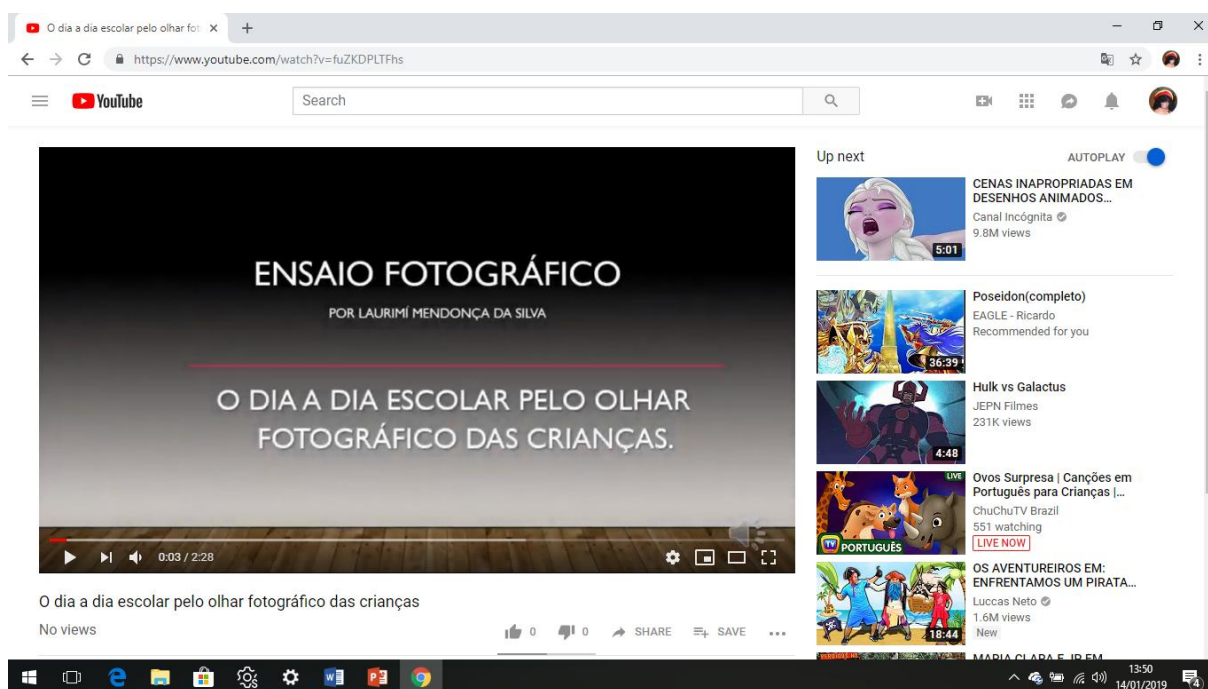 O dia a dia escolar pelo olhar fot
https://www.youtube.com/watch?v=fuZKDPLTFhs
YouTube
Search
ENSAIO FOTOGRÁFICO
POR LAURIMÍ MENDONÇA DA SILVA
O DIA A DIA ESCOLAR PELO OLHAR
FOTOGRÁFICO DAS CRIANÇAS.
0:03 / 2:28
O dia a dia escolar pelo olhar fotográfico das crianças
No views
0
0
SHARE
SAVE
Up next
AUTOPLAY
5:01
CENAS INAPROPRIADAS EM
DESENHOS ANIMADOS...
Canal Incógnita
9.8M views
36:39
Poseidon(completo)
EAGLE - Ricardo
Recommended for you
4:48
Hulk vs Galactus
JEPN Filmes
231K views
LIVE
TV PORTUGUÊS
Ovos Surpresa | Canções em
Português para Crianças |...
ChuChuTV Brazil
551 watching
LIVE NOW
18:44
OS AVENTUREIROS EM:
ENFRENTAMOS UM PIRATA...
Luccas Neto
1.6M views
New
MARIA CLARA E JP EM
13:50
14/01/2019
4